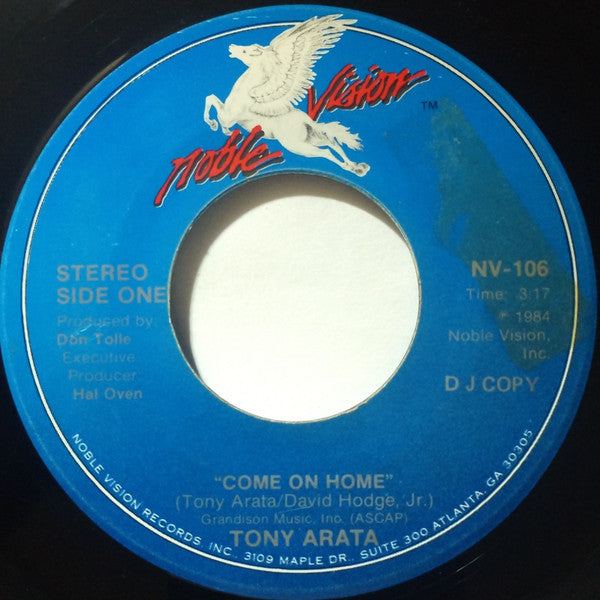 Noble Vision
TM
STEREO
SIDE ONE
Produced by:
Don Tolle
Executive
Producer
Hal Oven
NV-106
Time: 3:17
℗ 1984
Noble Vision,
Inc.
D J COPY
"COME ON HOME"
(Tony Arata/David Hodge, Jr.)
Grandison Music, Inc. (ASCAP)
TONY ARATA
NOBLE VISION RECORDS, INC. 3109 MAPLE DR., SUITE 300 ATLANTA, GA 30305